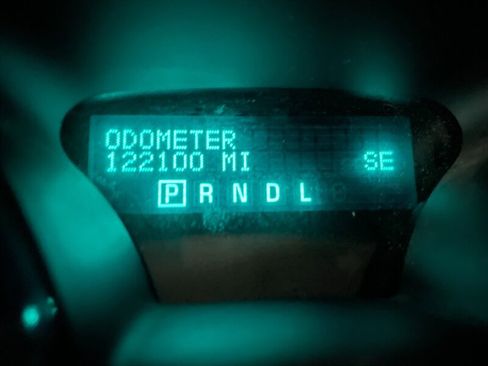 ODOMETER
122100 MI SE
P R N D L